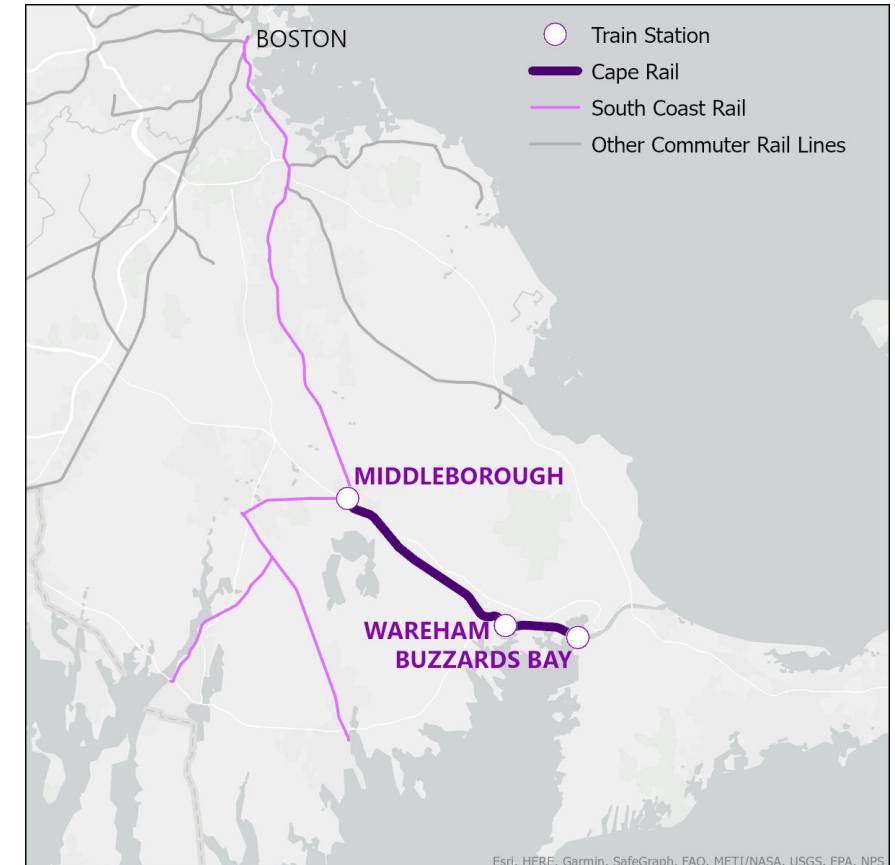 BOSTON
Train Station
Cape Rail
South Coast Rail
Other Commuter Rail Lines
MIDDLEBOROUGH
WAREHAM
BUZZARDS BAY
Esri, HERE, Garmin, SafeGraph, FAO, METI/NASA, USGS, EPA, NPS